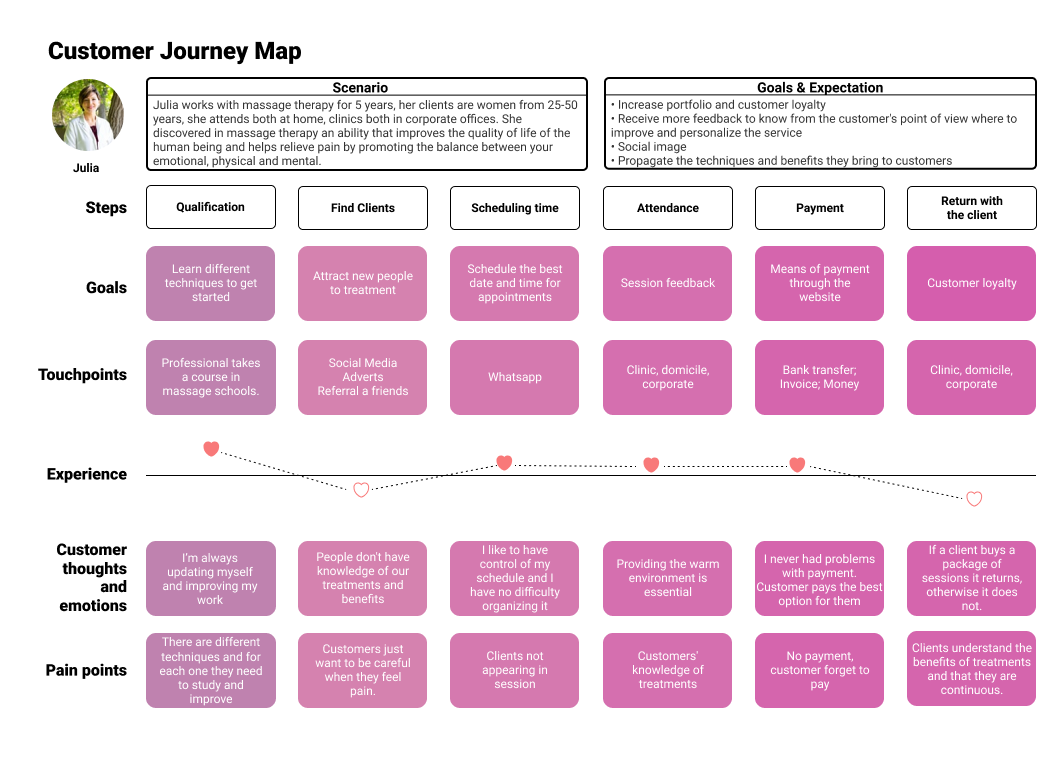 Customer Journey Map
Julia
Scenario
Julia works with massage therapy for 5 years, her clients are women from 25-50
years, she attends both at home, clinics both in corporate offices. She
discovered in massage therapy an ability that improves the quality of life of the
human being and helps relieve pain by promoting the balance between your
emotional, physical and mental.
Goals & Expectation
• Increase portfolio and customer loyalty
• Receive more feedback to know from the customer's point of view where to
improve and personalize the service
• Social image
• Propagate the techniques and benefits they bring to customers
Steps
Qualification
Find Clients
Scheduling time
Attendance
Payment
Return with
the client
Goals
Learn different
techniques to get
started
Attract new people
to treatment
Schedule the best
date and time for
appointments
Session feedback
Means of payment
through the
website
Customer loyalty
Touchpoints
Professional takes
a course in
massage schools.
Social Media
Adverts
Referral a friends
Whatsapp
Clinic, domicile,
corporate
Bank transfer;
Invoice; Money
Clinic, domicile,
corporate
Experience
Customer
thoughts
and
emotions
I'm always
updating myself
and improving my
work
People don't have
knowledge of our
treatments and
benefits
I like to have
control of my
schedule and I
have no difficulty
organizing it
Providing the warm
environment is
essential
I never had problems
with payment.
Customer pays the best
option for them
If a client buys a
package of
sessions it returns,
otherwise it does
not.
Pain points
There are different
techniques and for
each one they need
to study and
improve
Customers just
want to be careful
when they feel
pain.
Clients not
appearing in
session
Customers'
knowledge of
treatments
No payment,
customer forget to
pay
Clients understand the
benefits of treatments
and that they are
continuous.